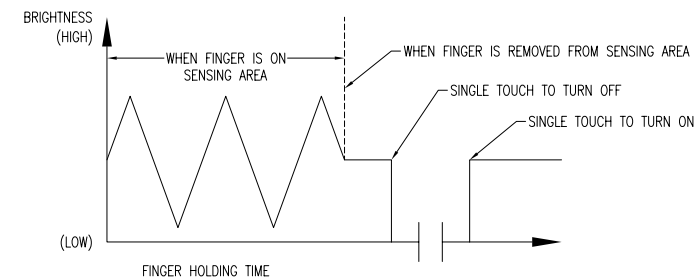 BRIGHTNESS
(HIGH)
WHEN FINGER IS ON
SENSING AREA
WHEN FINGER IS REMOVED FROM SENSING AREA
SINGLE TOUCH TO TURN OFF
SINGLE TOUCH TO TURN ON
(LOW)
FINGER HOLDING TIME